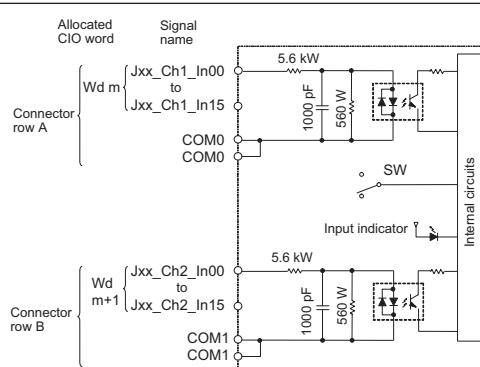 Allocated
CIO word
Signal
name
5.6 kW
Wd m
Jxx_Ch1_In00
to
Jxx_Ch1_In15
Connector
row A
COM0
COM0
1000 pF
560 W
SW
Input indicator
Internal circuits
5.6 kW
Wd
m+1
Jxx_Ch2_In00
to
Jxx_Ch2_In15
Connector
row B
COM1
COM1
1000 pF
560 W